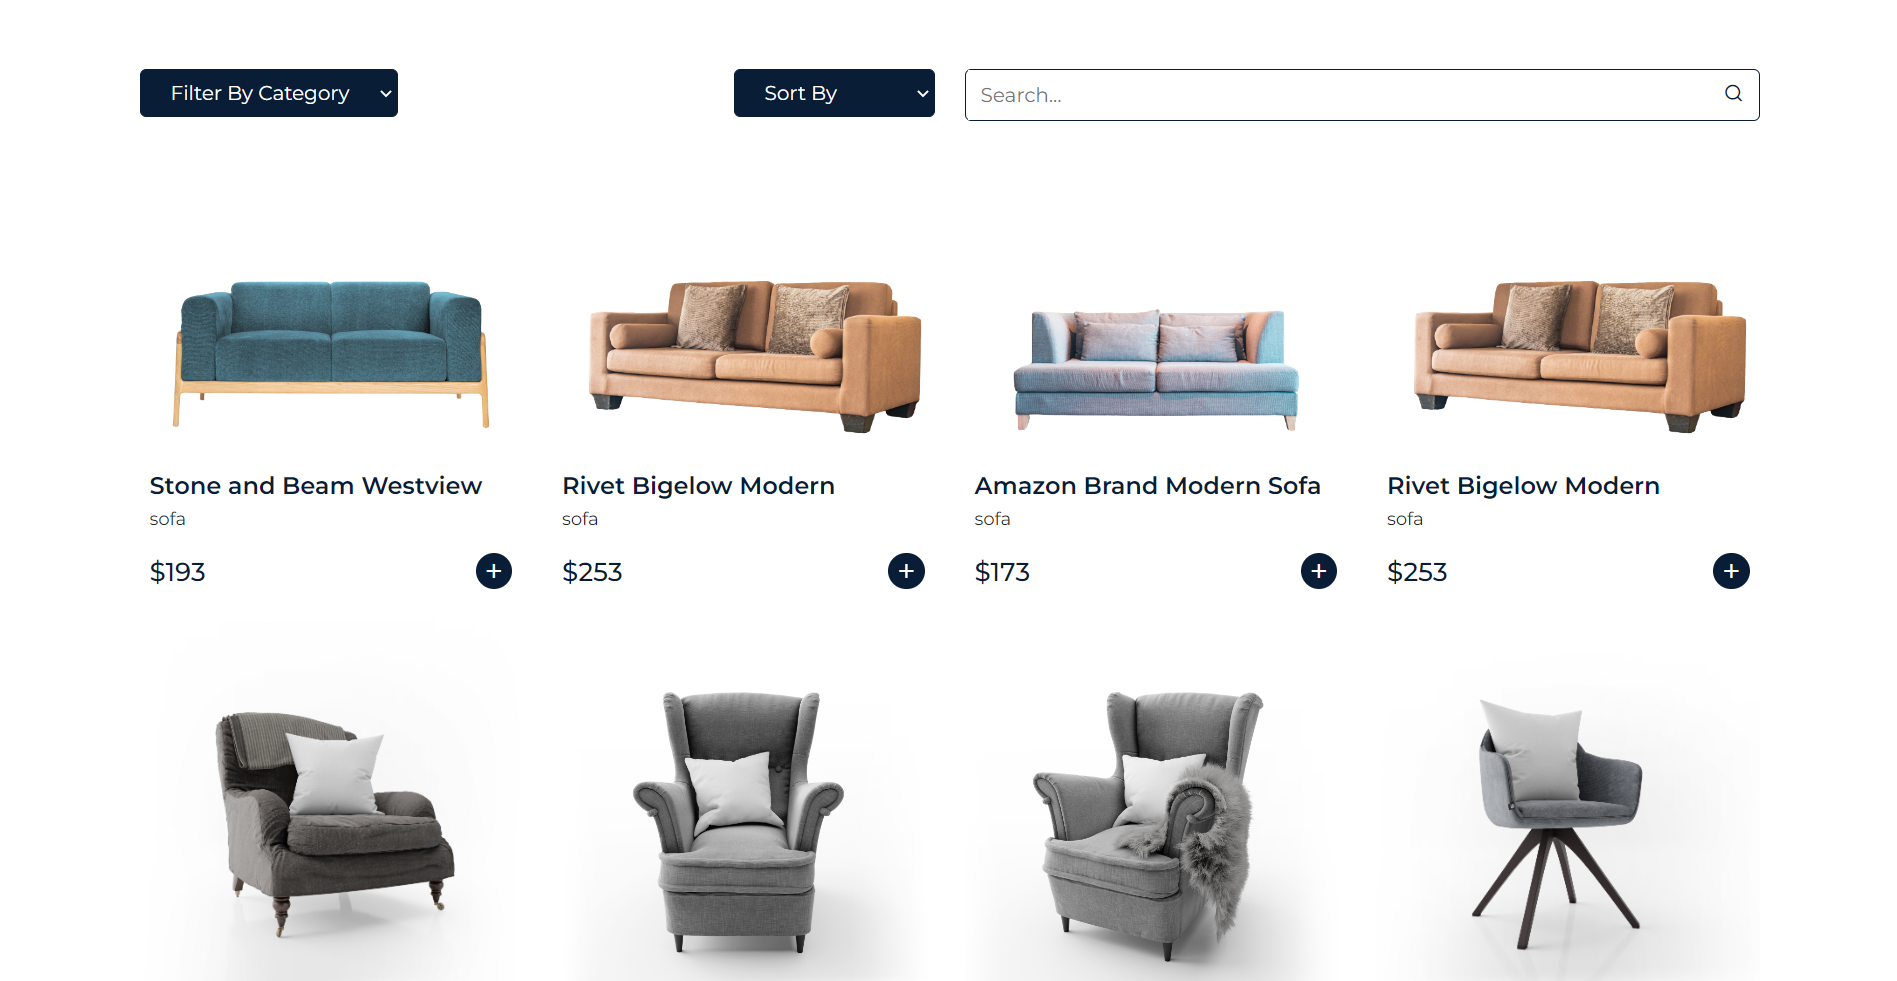 Filter By Category
Sort By
Search...
Stone and Beam Westview
Rivet Bigelow Modern
Amazon Brand Modern Sofa
Rivet Bigelow Modern
sofa
sofa
sofa
sofa
$193
+
$253
+
$173
+
$253
+